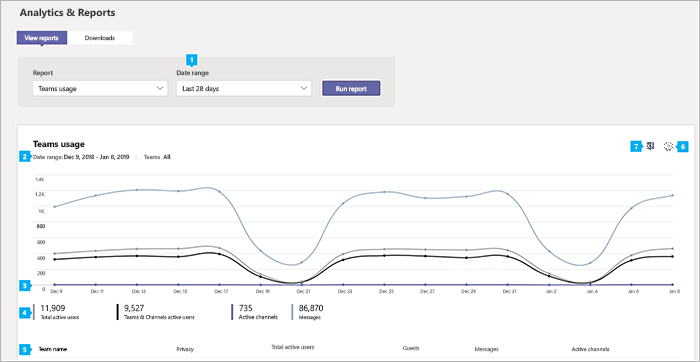 Analytics & Reports
View reports Downloads
1
Report Date range
Teams usage Last 28 days Run report
Teams usage
7 6
2 Date range: Dec 9, 2018 - Jan 8, 2019 Teams All
1.4K
1.2K
1K
800
600
400
200
3 0
Dec 9 Dec 11 Dec 13 Dec 15 Dec 17 Dec 19 Dec 21 Dec 23 Dec 25 Dec 27 Dec 29 Dec 31 Jan 2 Jan 4 Jan 6 Jan 8
4 11,909 9,527 735 86,870
Total active users Teams & Channels active users Active channels Messages
5 Team name Privacy Total active users Guests Messages Active channels